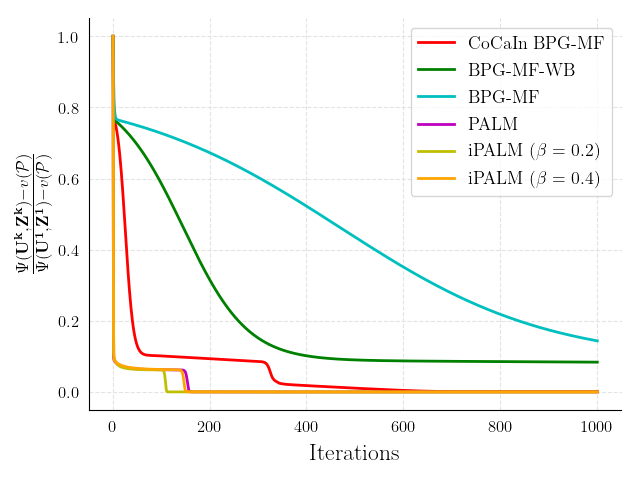 CoCaIn BPG-MF
BPG-MF-WB
BPG-MF
PALM
iPALM (β = 0.2)
iPALM (β = 0.4)
1.0
0.8
0.6
0.4
0.2
0.0
Ψ(U^k,Z^k)−v(P)
Ψ(U^1,Z^1)−v(P)
0 200 400 600 800 1000
Iterations